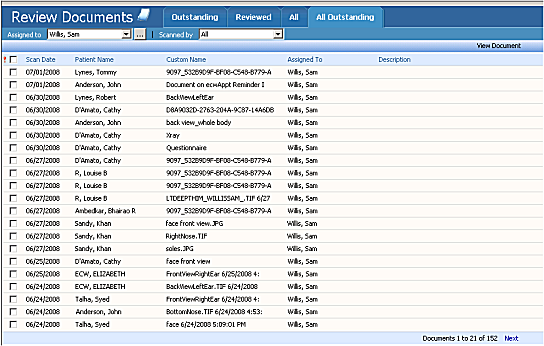 Review Documents Outstanding Reviewed All All Outstanding
Assigned to Willis, Sam ... Scanned by All
View Document
! Scan Date Patient Name Custom Name Assigned To Description
07/01/2008 Lynes, Tommy 9097_532B9D9F-BF08-C548-B779-A Willis, Sam
07/01/2008 Anderson, John Document on ecwAppt Reminder I Willis, Sam
06/30/2008 Lynes, Robert BackViewLeftEar Willis, Sam
06/30/2008 D'Amato, Cathy D8A9032D-2763-204A-9C87-14A6DB Willis, Sam
06/30/2008 Anderson, John back view_whole body Willis, Sam
06/30/2008 D'Amato, Cathy Xray Willis, Sam
06/30/2008 D'Amato, Cathy Questionnaire Willis, Sam
06/27/2008 D'Amato, Cathy 9097_532B9D9F-BF08-C548-B779-A Willis, Sam
06/27/2008 R, Louise B 9097_532B9D9F-BF08-C548-B779-A Willis, Sam
06/27/2008 R, Louise B 9097_532B9D9F-BF08-C548-B779-A Willis, Sam
06/27/2008 R, Louise B LTDEEPTHIM_WILLISSAM_.TIF 6/27 Willis, Sam
06/27/2008 Ambedkar, Bhairao R 9097_532B9D9F-BF08-C548-B779-A Willis, Sam
06/27/2008 Sandy, Khan face front view.JPG Willis, Sam
06/27/2008 Sandy, Khan RightNose.TIF Willis, Sam
06/27/2008 Sandy, Khan soles.JPG Willis, Sam
06/25/2008 D'Amato, Cathy face front view Willis, Sam
06/25/2008 ECW, ELIZABETH FrontViewRightEar 6/25/2008 4: Willis, Sam
06/24/2008 ECW, ELIZABETH BackViewLeftEar.TIF 6/24/2008 Willis, Sam
06/24/2008 Talha, Syed FrontViewRightEar 6/24/2008 4: Willis, Sam
06/24/2008 Anderson, John BottomNose.TIF 6/24/2008 4:53: Willis, Sam
06/24/2008 Talha, Syed face 6/24/2008 5:09:01 PM Willis, Sam
Documents 1 to 21 of 152 Next